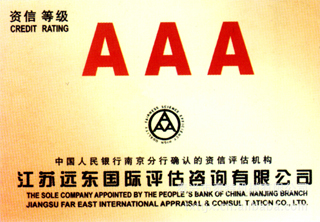 资信等级
CREDIT RATING
AAA
中国人民银行南京分行确认的资信评估机构
江苏远东国际评估咨询有限公司
THE SOLE COMPANY APPOINTED BY THE PEOPLE'S BANK OF CHINA, NANJING BRANCH
JIANGSU FAR EAST INTERNATIONAL APPRAISAL & CONSULTATION CO., LTD.